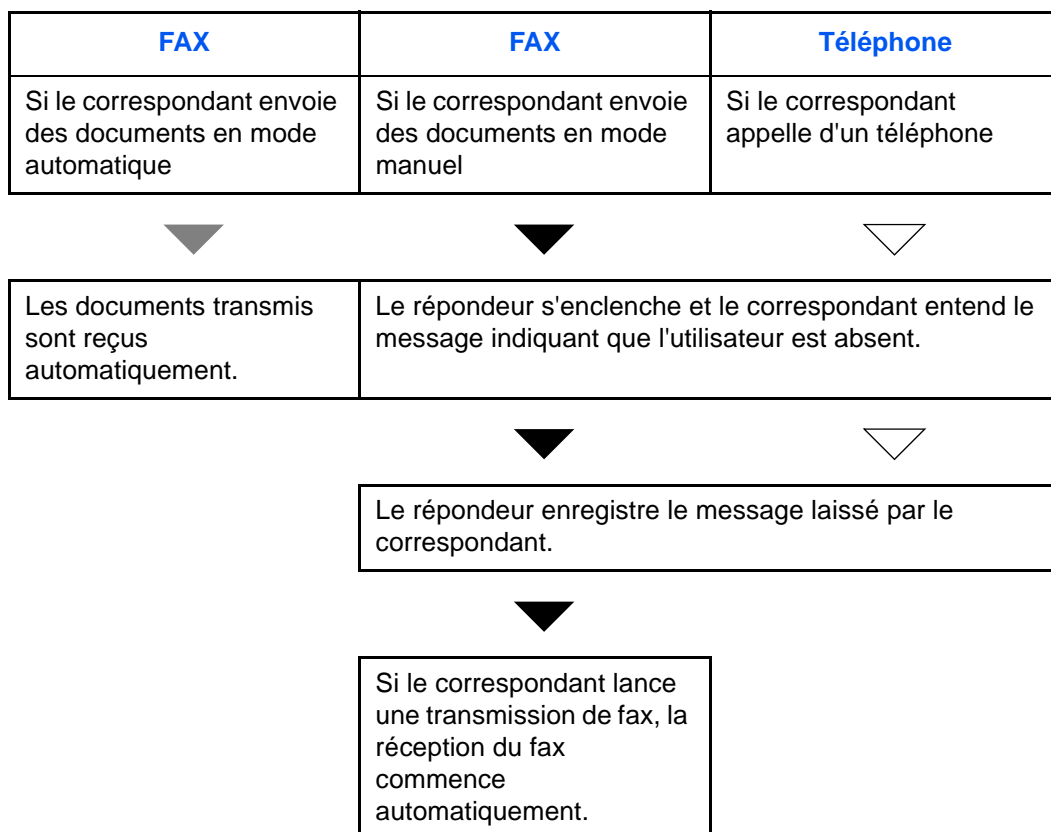 FAX
FAX
Téléphone
Si le correspondant envoie
des documents en mode
automatique
Si le correspondant envoie
des documents en mode
manuel
Si le correspondant
appelle d'un téléphone
Les documents transmis
sont reçus
automatiquement.
Le répondeur s'enclenche et le correspondant entend le
message indiquant que l'utilisateur est absent.
Le répondeur enregistre le message laissé par le
correspondant.
Si le correspondant lance
une transmission de fax, la
réception du fax
commence
automatiquement.